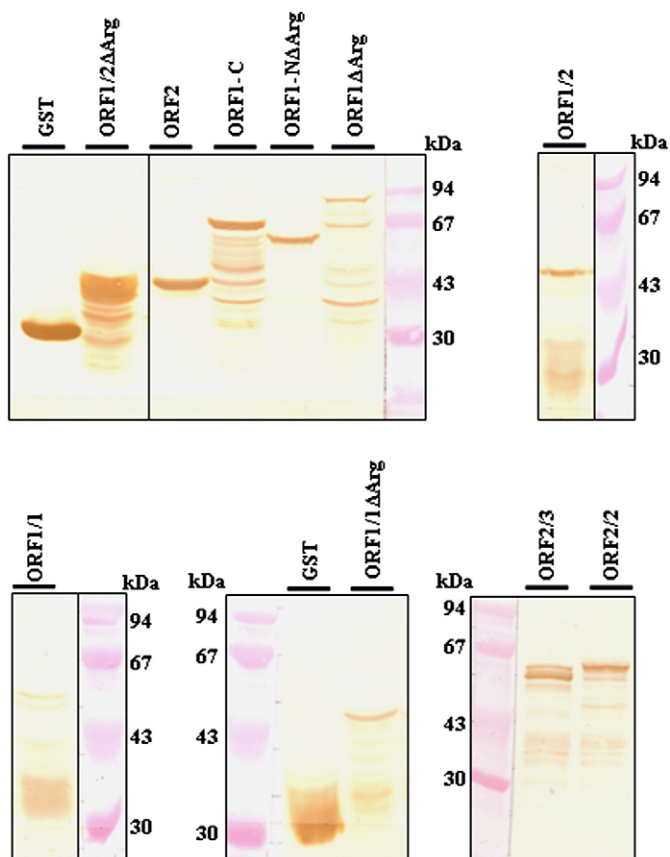 GST
ORF1/2ΔArg
ORF2
ORF1-C
ORF1-NΔArg
ORF1ΔArg
kDa
94
67
43
30
ORF1/2
kDa
94
67
43
30
ORF1/1
kDa
94
67
43
30
kDa
94
67
43
30
GST
ORF1/1ΔArg
kDa
94
67
43
30
ORF2/3
ORF2/2